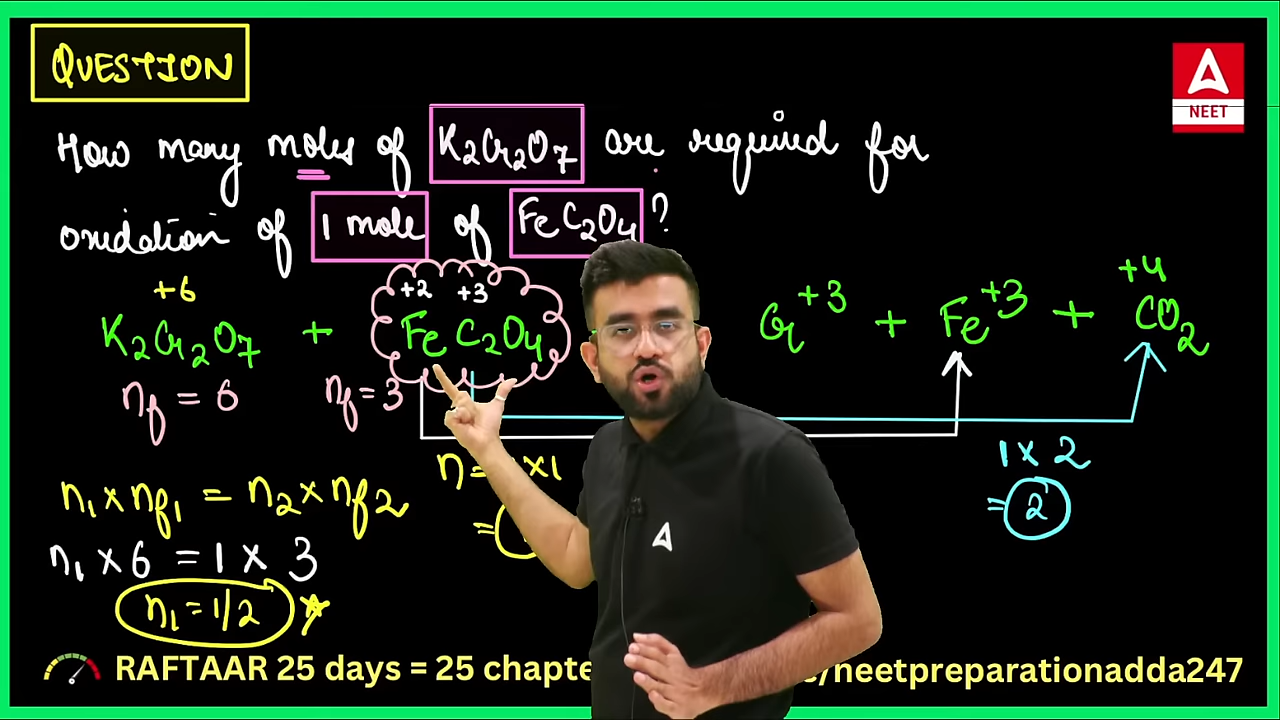 QUESTION
NEET
How many moles of K2Cr2O7 are required for
oxidation of 1 mole of FeC2O4?
+6 +2 +3 +3 +3 +4
K2Cr2O7 + FeC2O4 Cr + Fe + CO2
nf = 6 nf = 3
n = ×1 1 × 2
n1 × nf1 = n2 × nf2 = = 2
n1 × 6 = 1 × 3
n1 = 1/2
RAFTAAR 25 days = 25 /neetpreparationadda247